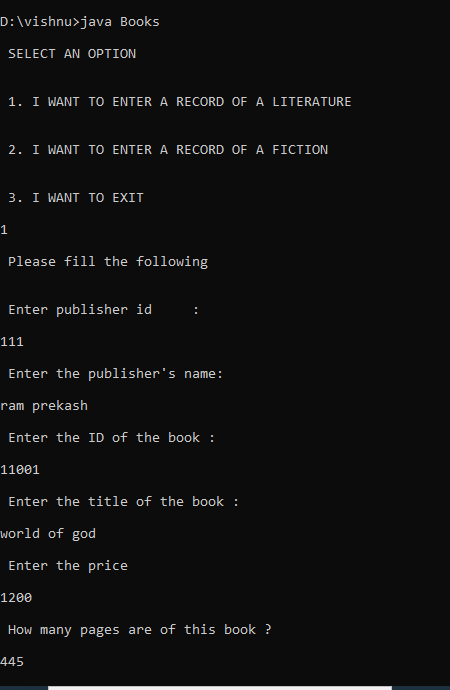 D:\vishnu>java Books
SELECT AN OPTION
1. I WANT TO ENTER A RECORD OF A LITERATURE
2. I WANT TO ENTER A RECORD OF A FICTION
3. I WANT TO EXIT
1
Please fill the following
Enter publisher id     :
111
Enter the publisher's name:
ram prekash
Enter the ID of the book :
11001
Enter the title of the book :
world of god
Enter the price
1200
How many pages are of this book ?
445